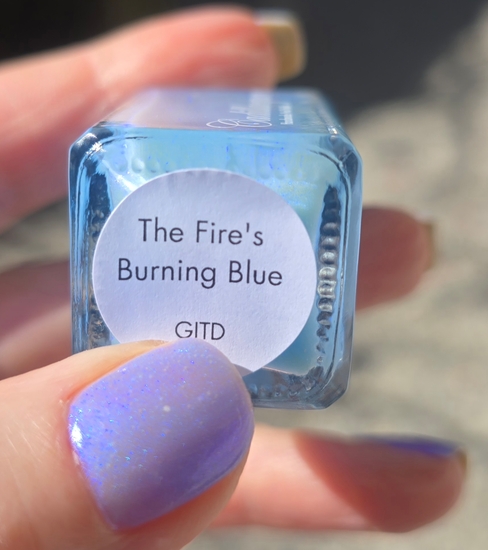 The Fire's
Burning Blue
GITD